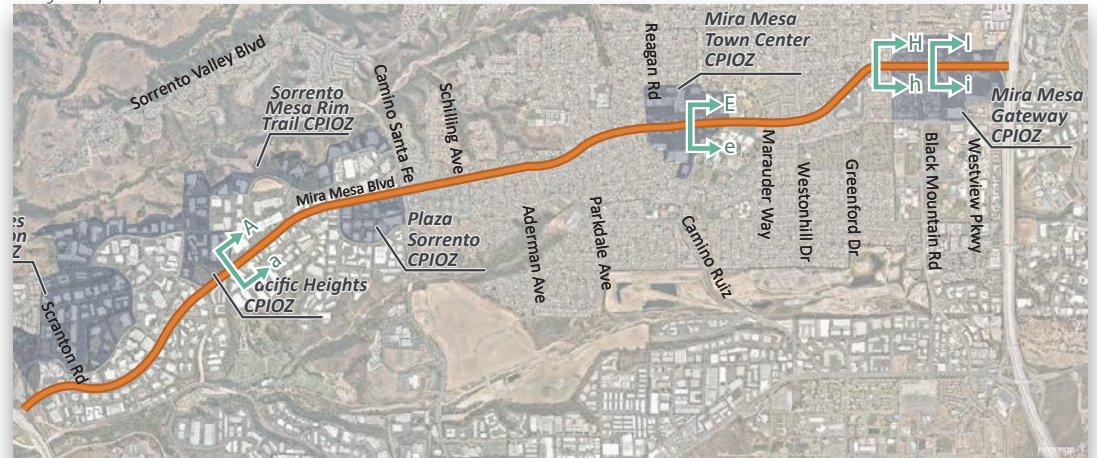 Mira Mesa
Town Center
CPIOZ
Reagan Rd
Sorrento Valley Blvd
Sorrento
Mesa Rim
Trail CPIOZ
Camino Santa Fe
Schilling Ave
H
h
I
i
Mira Mesa
Gateway
CPIOZ
E
e
Mira Mesa Blvd
Marauder Way
Westonhill Dr
Greenford Dr
Black Mountain Rd
Westview Pkwy
Plaza
Sorrento
CPIOZ
Aderman Ave
Parkdale Ave
Camino Ruiz
A
a
acific Heights
CPIOZ
es
on
Z
Scranton Rd